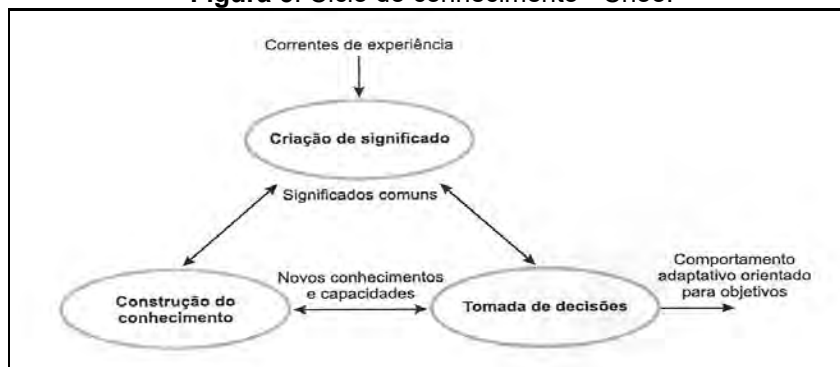 Correntes de experiência
Criação de significado
Significados comuns
Novos conhecimentos
e capacidades
Construção do
conhecimento
Tomada de decisões
Comportamento
adaptativo orientado
para objetivos